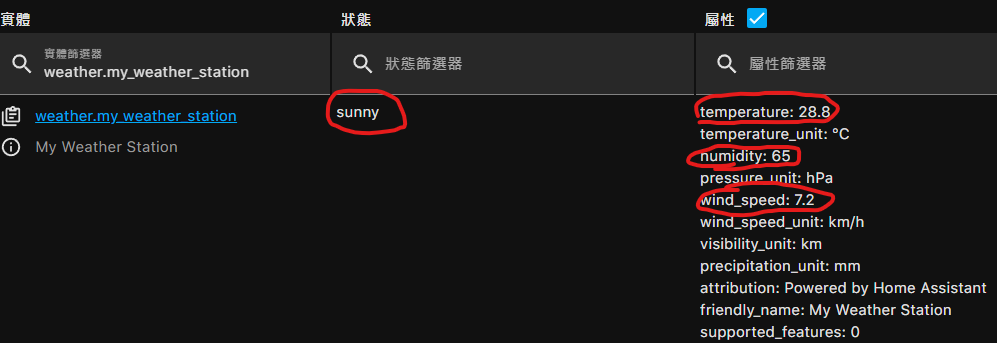 實體
狀態
屬性
實體篩選器
weather.my_weather_station
狀態篩選器
屬性篩選器
weather.my_weather_station
My Weather Station
sunny
temperature: 28.8
temperature_unit: °C
humidity: 65
pressure_unit: hPa
wind_speed: 7.2
wind_speed_unit: km/h
visibility_unit: km
precipitation_unit: mm
attribution: Powered by Home Assistant
friendly_name: My Weather Station
supported_features: 0